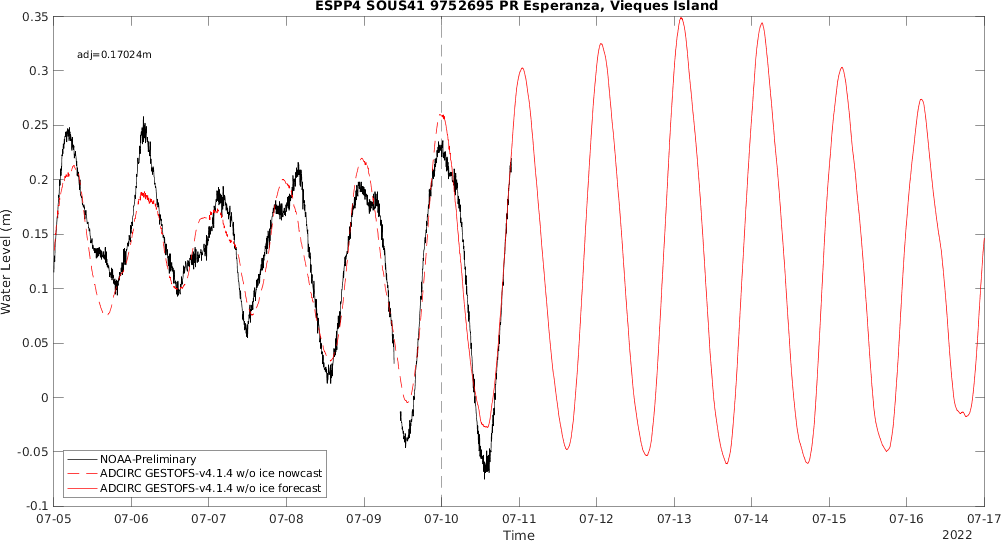 ESPP4 SOUS41 9752695 PR Esperanza, Vieques Island
adj=0.17024m
Water Level (m)
0.35
0.3
0.25
0.2
0.15
0.1
0.05
0
-0.05
-0.1
NOAA-Preliminary
ADCIRC GESTOFS-v4.1.4 w/o ice nowcast
ADCIRC GESTOFS-v4.1.4 w/o ice forecast
07-05 07-06 07-07 07-08 07-09 07-10 07-11 07-12 07-13 07-14 07-15 07-16 07-17
Time
2022